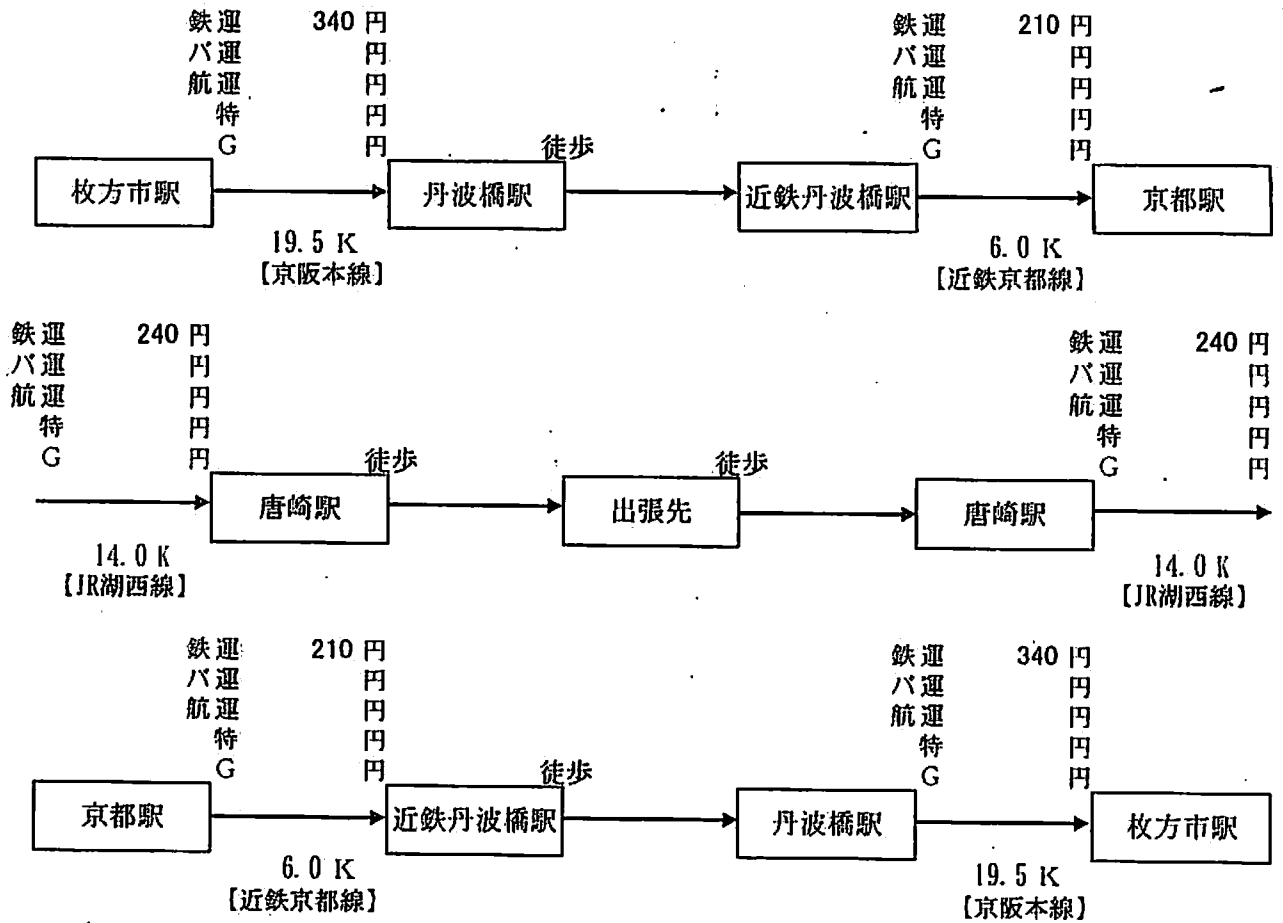 鉄運 340 円 鉄運 210 円
バ運 円 バ運 円
航運 円 航運 円
特 円 特 円
G 円 G 円
枚方市駅 丹波橋駅 徒歩 近鉄丹波橋駅 京都駅
19.5 K 6.0 K
【京阪本線】 【近鉄京都線】
鉄運 240 円 鉄運 240 円
バ運 円 バ運 円
航運 円 航運 円
特 円 特 円
G 円 G 円
唐崎駅 徒歩 出張先 徒歩 唐崎駅
14.0 K 14.0 K
【JR湖西線】 【JR湖西線】
鉄運 210 円 鉄運 340 円
バ運 円 バ運 円
航運 円 航運 円
特 円 特 円
G 円 G 円
京都駅 近鉄丹波橋駅 徒歩 丹波橋駅 枚方市駅
6.0 K 19.5 K
【近鉄京都線】 【京阪本線】